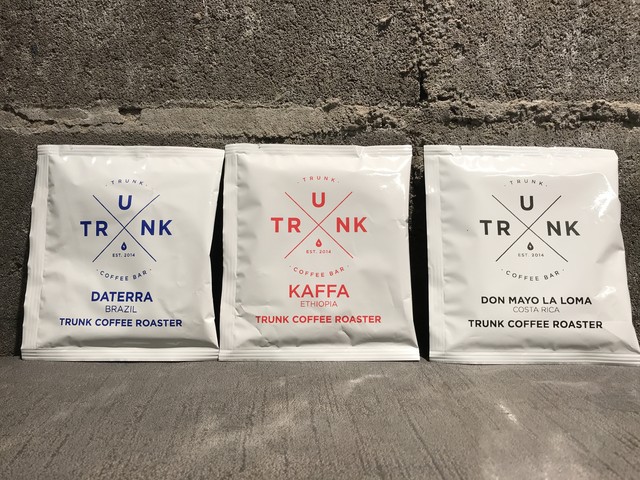 · TRUNK ·
U
TR NK
EST. 2014
· COFFEE BAR ·
DATERRA
BRAZIL
TRUNK COFFEE ROASTER
· TRUNK ·
U
TR NK
EST. 2014
· COFFEE BAR ·
KAFFA
ETHIOPIA
TRUNK COFFEE ROASTER
· TRUNK ·
U
TR NK
EST. 2014
· COFFEE BAR ·
DON MAYO LA LOMA
COSTA RICA
TRUNK COFFEE ROASTER